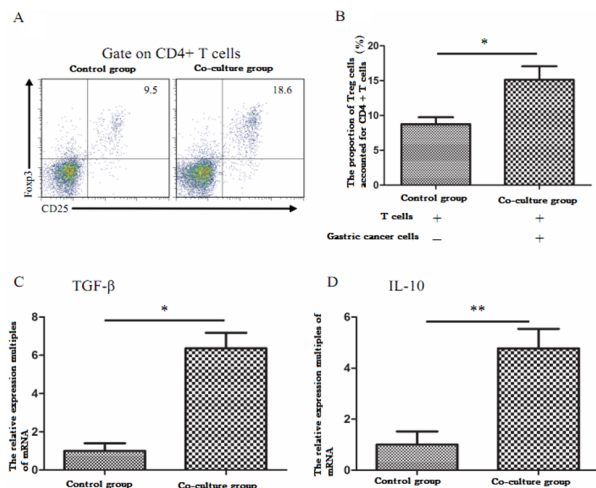 A
Gate on CD4+ T cells
Control group
Co-culture group
9.5
18.6
Foxp3
CD25
B
*
The proportion of Treg cells (%)
accounted for CD4 + T cells
20
15
10
5
0
Control group
Co-culture group
T cells
+
+
Gastric cancer cells
−
+
C
TGF-β
*
The relative expression multiples
of mRNA
8
6
4
2
0
Control group
Co-culture group
D
IL-10
**
The relative expression multiples of
mRNA
6
4
2
0
Control group
Co-culture group